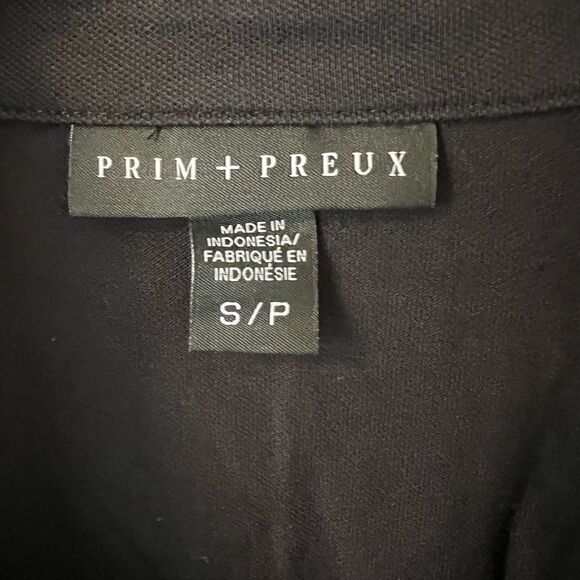 PRIM + PREUX
MADE IN
INDONESIA/
FABRIQUÉ EN
INDONÉSIE
S/P